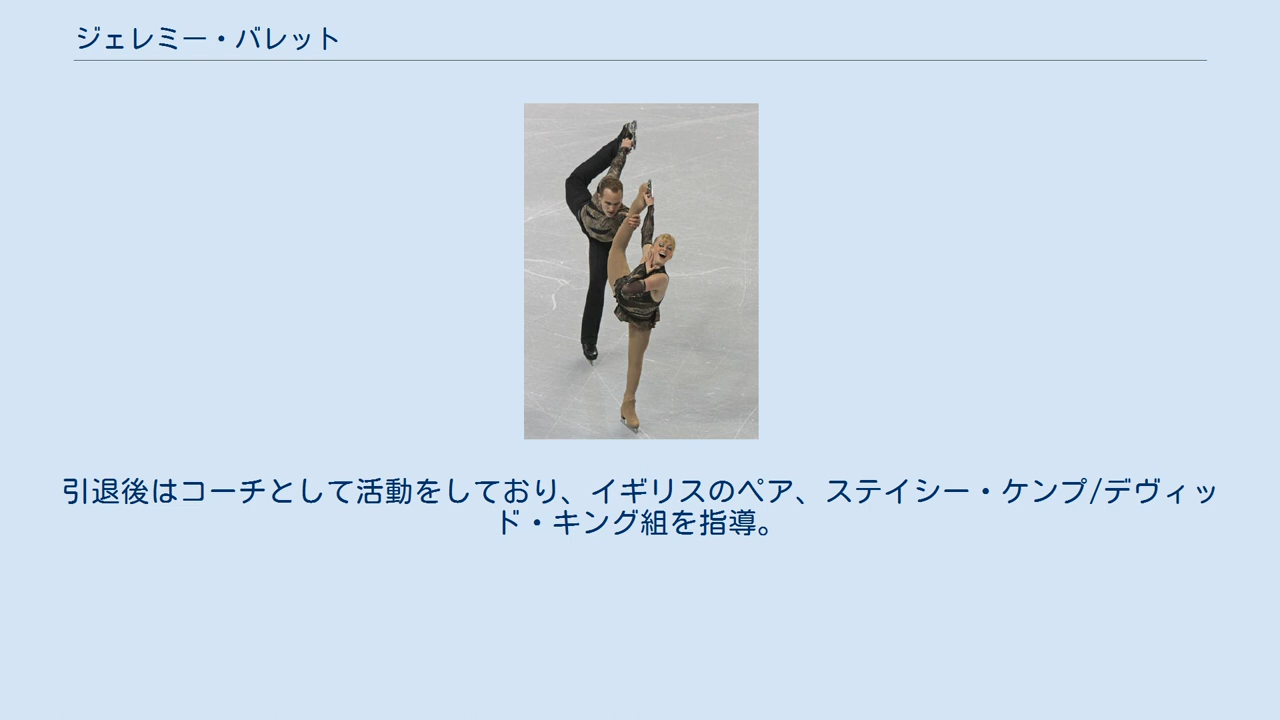 ジェレミー・バレット
引退後はコーチとして活動をしており、イギリスのペア、ステイシー・ケンプ/デヴィッ
ド・キング組を指導。